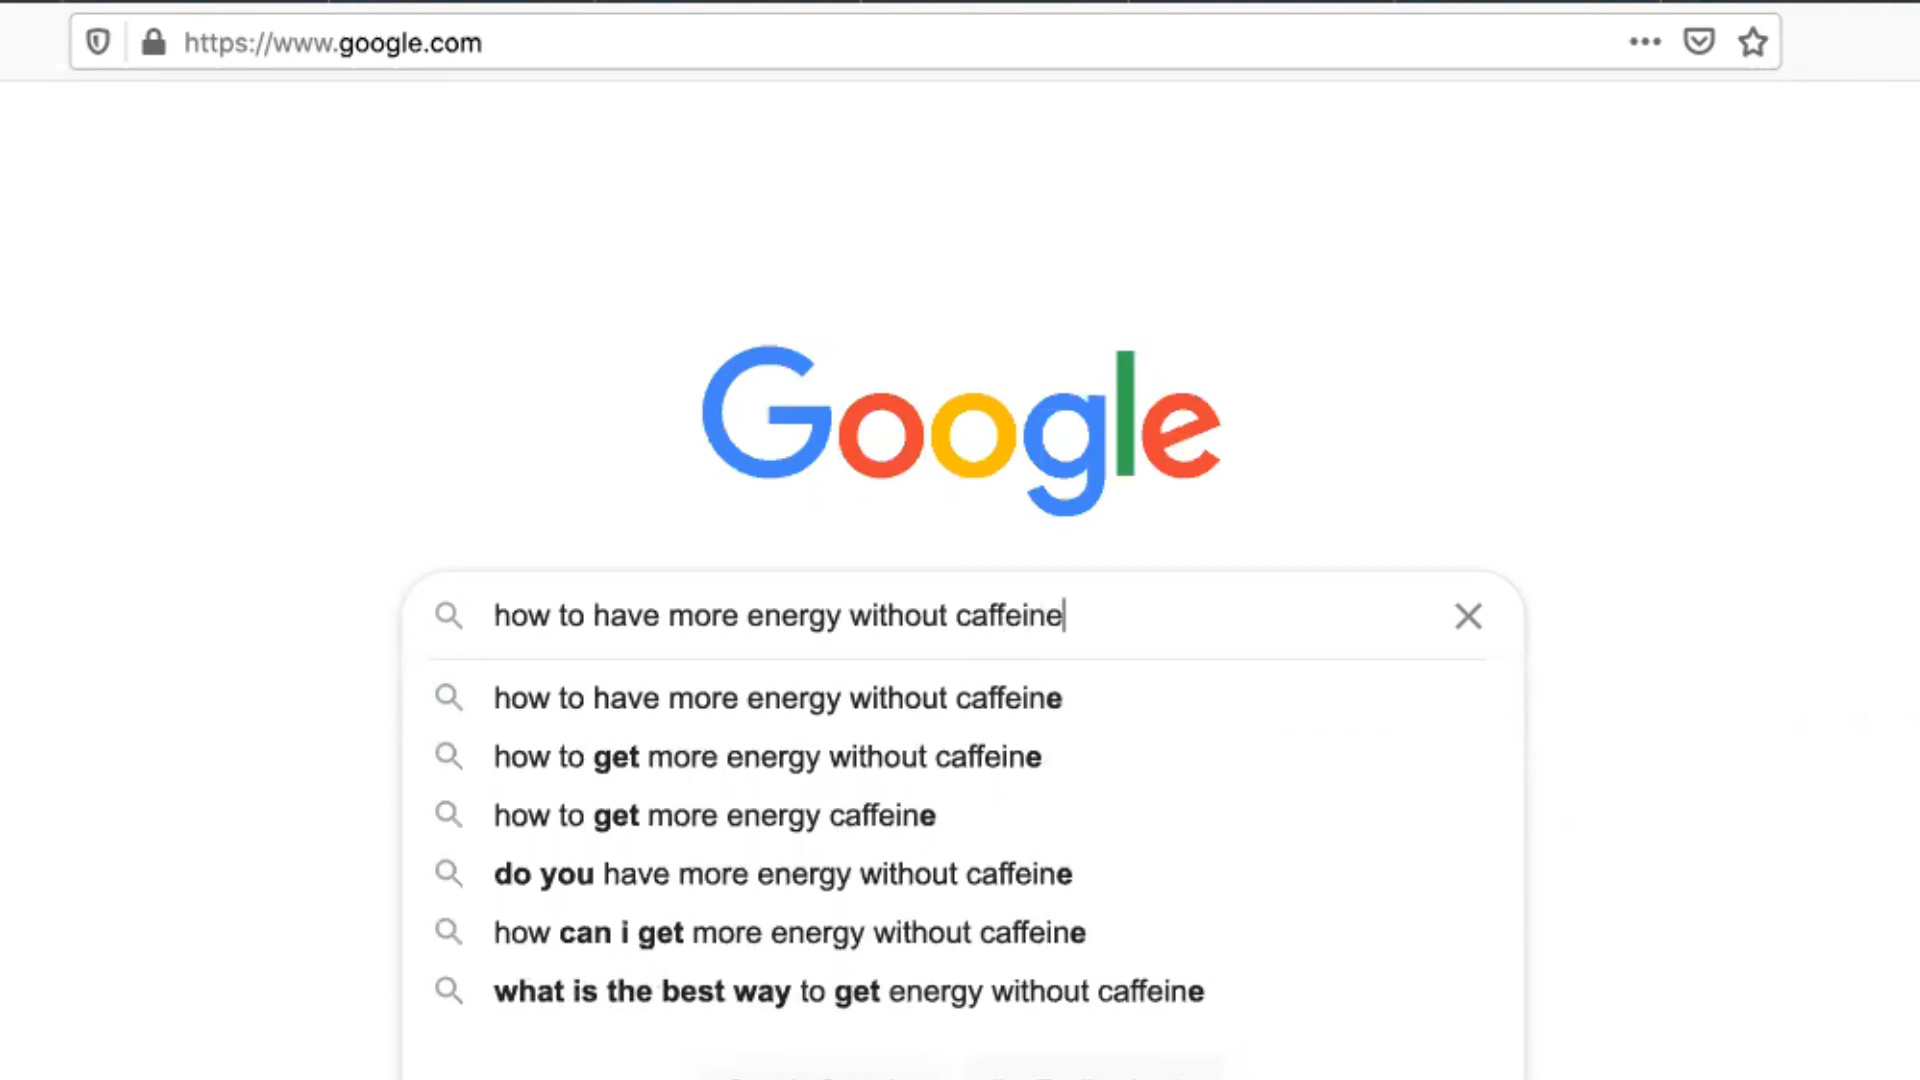 https://www.google.com
Google
how to have more energy without caffeine
how to have more energy without caffeine
how to get more energy without caffeine
how to get more energy caffeine
do you have more energy without caffeine
how can i get more energy without caffeine
what is the best way to get energy without caffeine